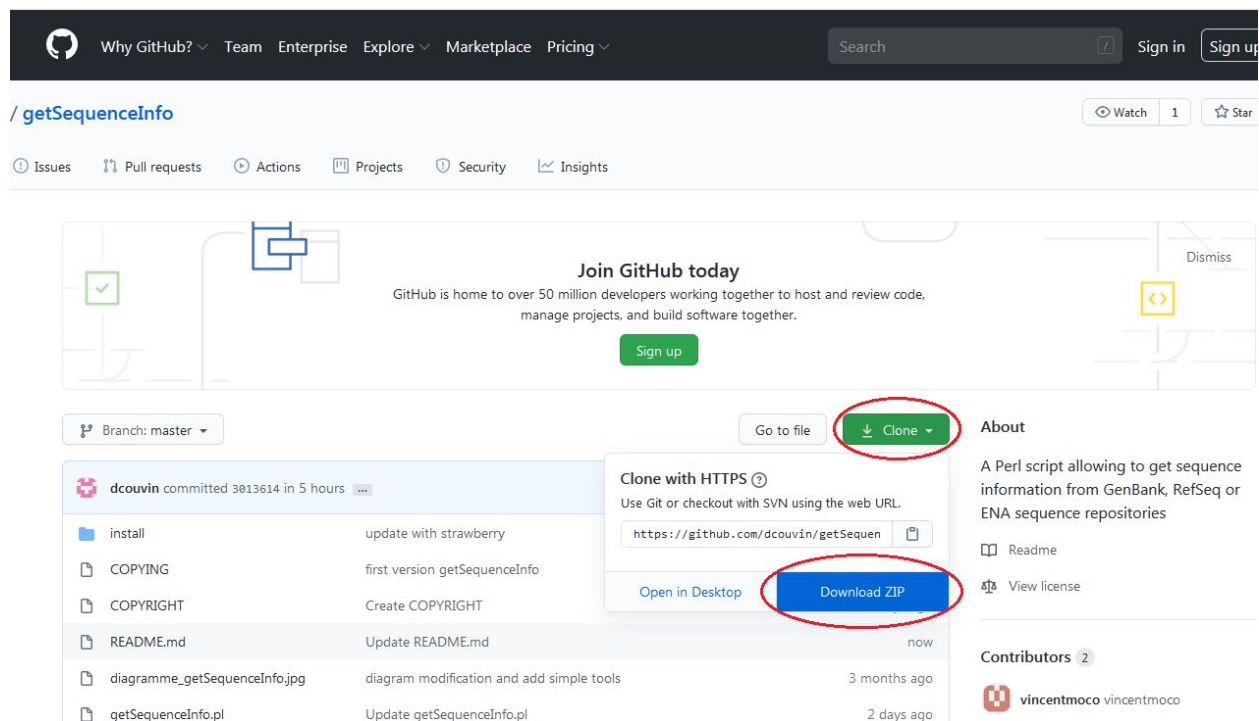 Why GitHub? Team Enterprise Explore Marketplace Pricing Search / Sign in Sign up
/ getSequenceInfo Watch 1 Star
Issues Pull requests Actions Projects Security Insights
Dismiss
Join GitHub today
GitHub is home to over 50 million developers working together to host and review code,
manage projects, and build software together.
Sign up
Branch: master Go to file Clone
dcouvin committed 3013614 in 5 hours ...
install update with strawberry
COPYING first version getSequenceInfo
COPYRIGHT Create COPYRIGHT
README.md Update README.md now
diagramme_getSequenceInfo.jpg diagram modification and add simple tools 3 months ago
getSequenceInfo.pl Update getSequenceInfo.pl 2 days ago
Clone with HTTPS ?
Use Git or checkout with SVN using the web URL.
https://github.com/dcouvin/getSequen
Open in Desktop Download ZIP
About
A Perl script allowing to get sequence
information from GenBank, RefSeq or
ENA sequence repositories
Readme
View license
Contributors 2
vincentmoco vincentmoco